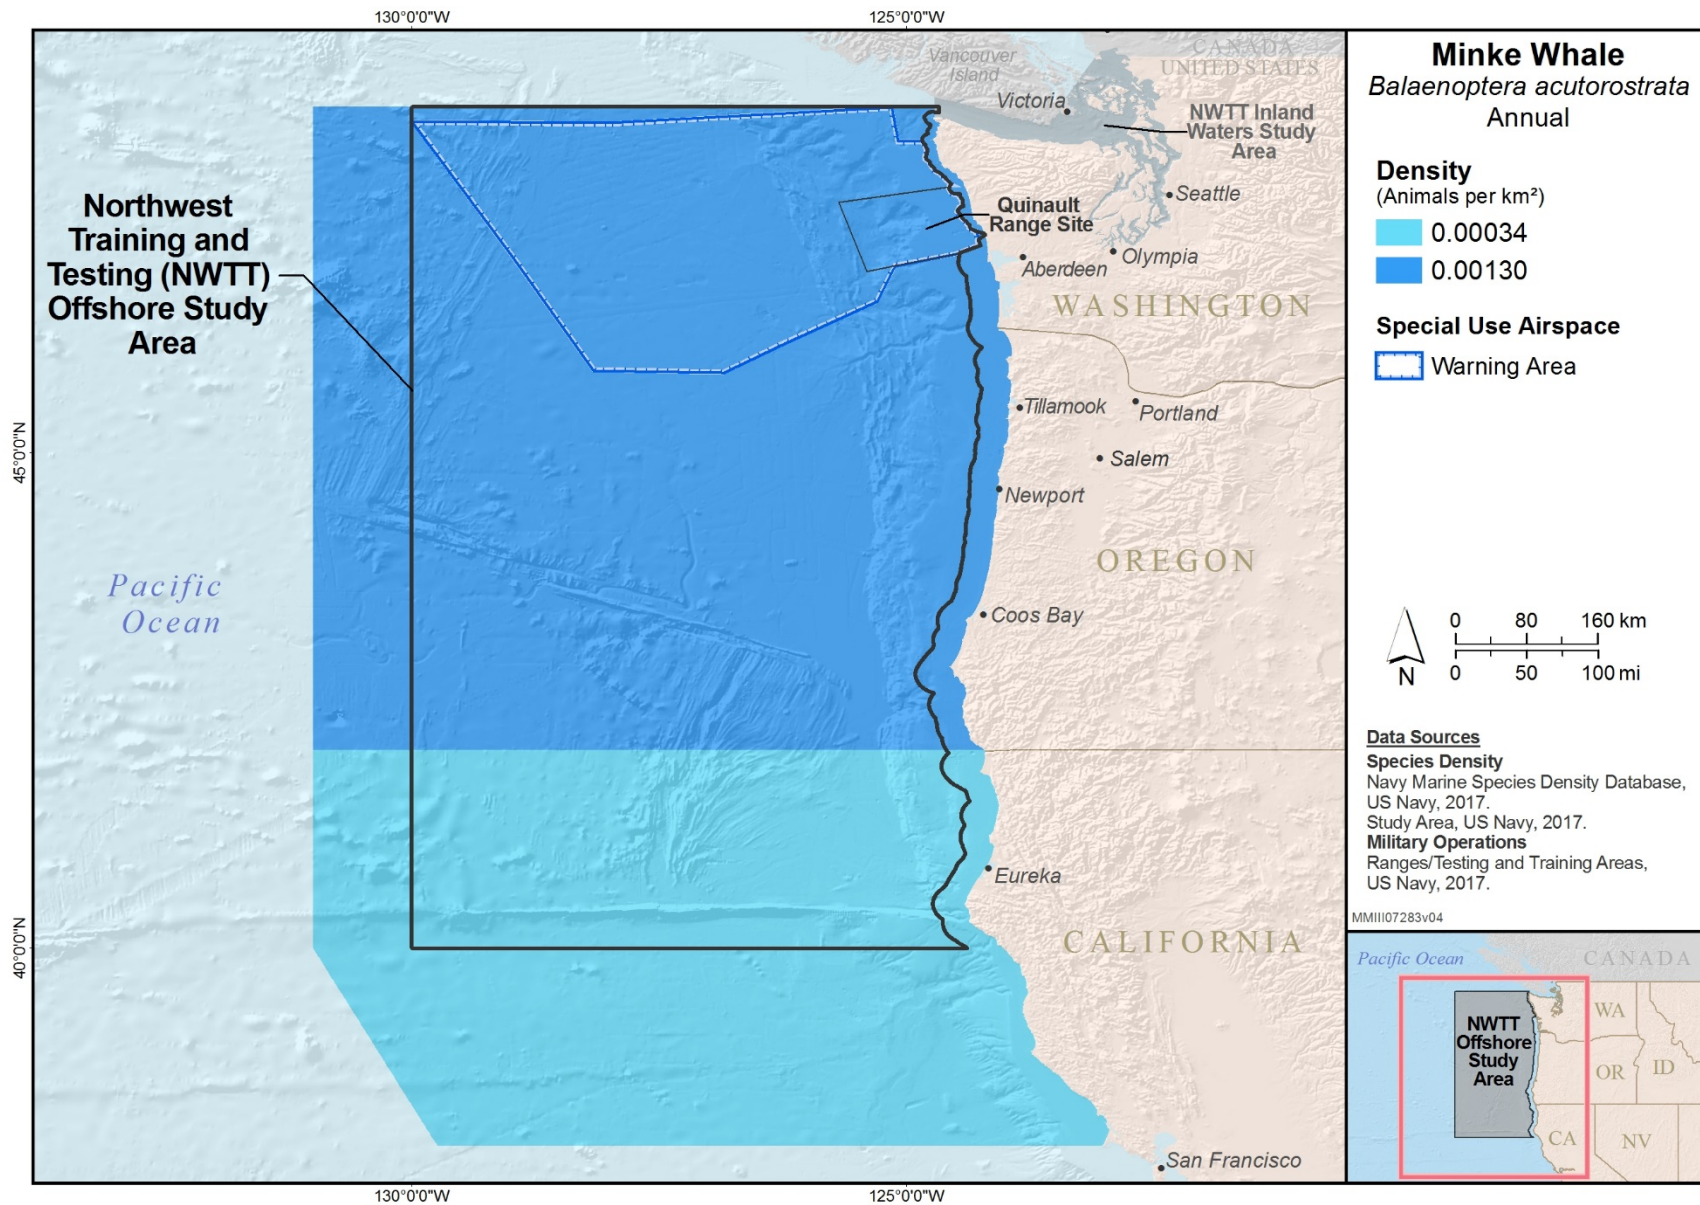 130°0'0"W
125°0'0"W
45°0'0"N
40°0'0"N
130°0'0"W
125°0'0"W
Vancouver
Island
CANADA
UNITED STATES
Victoria
NWTT Inland
Waters Study
Area
Seattle
Northwest
Training and
Testing (NWTT)
Offshore Study
Area
Quinault
Range Site
Aberdeen
Olympia
WASHINGTON
Tillamook
Portland
Salem
Newport
OREGON
Pacific
Ocean
Coos Bay
Eureka
CALIFORNIA
San Francisco
Minke Whale
Balaenoptera acutorostrata
Annual
Density
(Animals per km²)
0.00034
0.00130
Special Use Airspace
Warning Area
N
0 80 160 km
0 50 100 mi
Data Sources
Species Density
Navy Marine Species Density Database,
US Navy, 2017.
Study Area, US Navy, 2017.
Military Operations
Ranges/Testing and Training Areas,
US Navy, 2017.
MMIII07283v04
Pacific Ocean
CANADA
NWTT
Offshore
Study
Area
WA
OR
ID
CA
NV